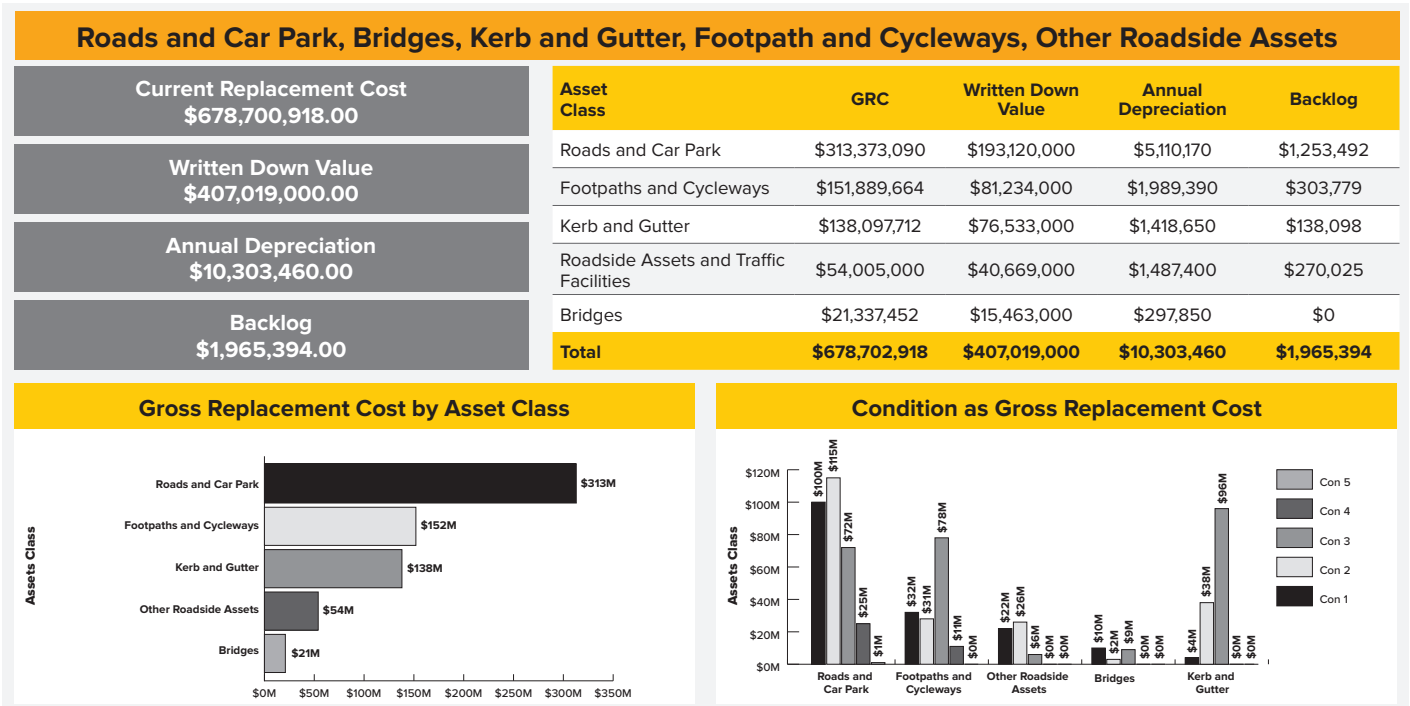 Roads and Car Park, Bridges, Kerb and Gutter, Footpath and Cycleways, Other Roadside Assets
Current Replacement Cost
$678,700,918.00
Written Down Value
$407,019,000.00
Annual Depreciation
$10,303,460.00
Backlog
$1,965,394.00
Asset Class GRC Written Down Value Annual Depreciation Backlog
Roads and Car Park $313,373,090 $193,120,000 $5,110,170 $1,253,492
Footpaths and Cycleways $151,889,664 $81,234,000 $1,989,390 $303,779
Kerb and Gutter $138,097,712 $76,533,000 $1,418,650 $138,098
Roadside Assets and Traffic Facilities $54,005,000 $40,669,000 $1,487,400 $270,025
Bridges $21,337,452 $15,463,000 $297,850 $0
Total $678,702,918 $407,019,000 $10,303,460 $1,965,394
Gross Replacement Cost by Asset Class
Assets Class
Roads and Car Park $313M
Footpaths and Cycleways $152M
Kerb and Gutter $138M
Other Roadside Assets $54M
Bridges $21M
$0M $50M $100M $150M $200M $250M $300M $350M
Condition as Gross Replacement Cost
Assets Class
$120M
$100M
$80M
$60M
$40M
$20M
$0M
$100M $115M $72M $25M $1M
$32M $31M $78M $11M $0M
$22M $26M $6M $0M $0M
$10M $2M $9M $0M $0M
$4M $38M $96M $0M $0M
Roads and Car Park
Footpaths and Cycleways
Other Roadside Assets
Bridges
Kerb and Gutter
Con 5
Con 4
Con 3
Con 2
Con 1